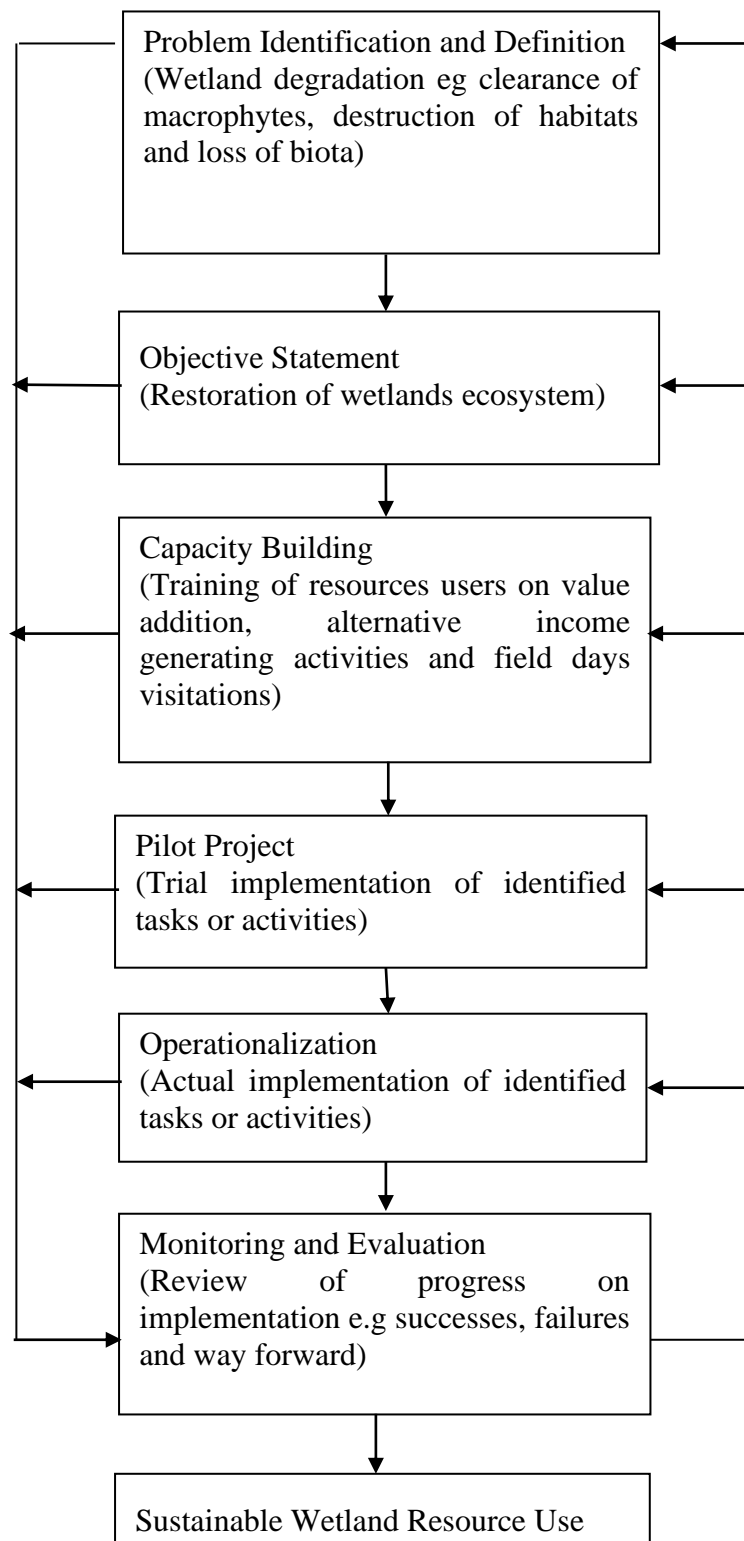 Problem Identification and Definition
(Wetland degradation eg clearance of
macrophytes, destruction of habitats
and loss of biota)
Objective Statement
(Restoration of wetlands ecosystem)
Capacity Building
(Training of resources users on value
addition, alternative income
generating activities and field days
visitations)
Pilot Project
(Trial implementation of identified
tasks or activities)
Operationalization
(Actual implementation of identified
tasks or activities)
Monitoring and Evaluation
(Review of progress on
implementation e.g successes, failures
and way forward)
Sustainable Wetland Resource Use